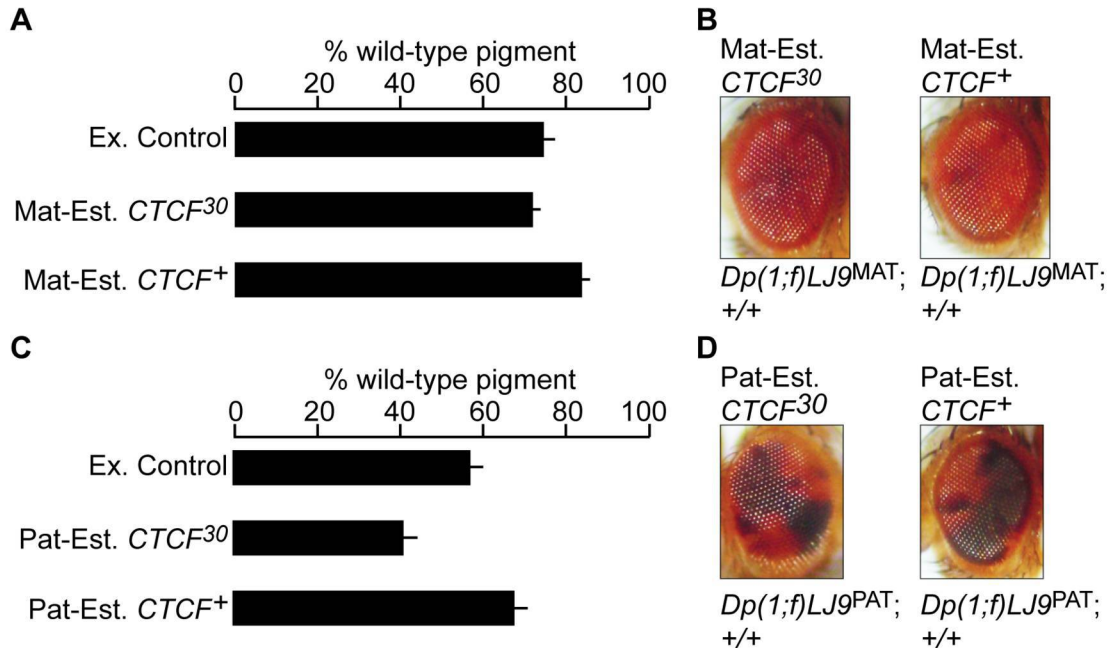 A
% wild-type pigment
0 20 40 60 80 100
Ex. Control
Mat-Est. CTCF³⁰
Mat-Est. CTCF⁺
B
Mat-Est. Mat-Est.
CTCF³⁰ CTCF⁺
Dp(1;f)LJ9ᴹᴬᵀ; Dp(1;f)LJ9ᴹᴬᵀ;
+/+ +/+
C
% wild-type pigment
0 20 40 60 80 100
Ex. Control
Pat-Est. CTCF³⁰
Pat-Est. CTCF⁺
D
Pat-Est. Pat-Est.
CTCF³⁰ CTCF⁺
Dp(1;f)LJ9ᴾᴬᵀ; Dp(1;f)LJ9ᴾᴬᵀ;
+/+ +/+